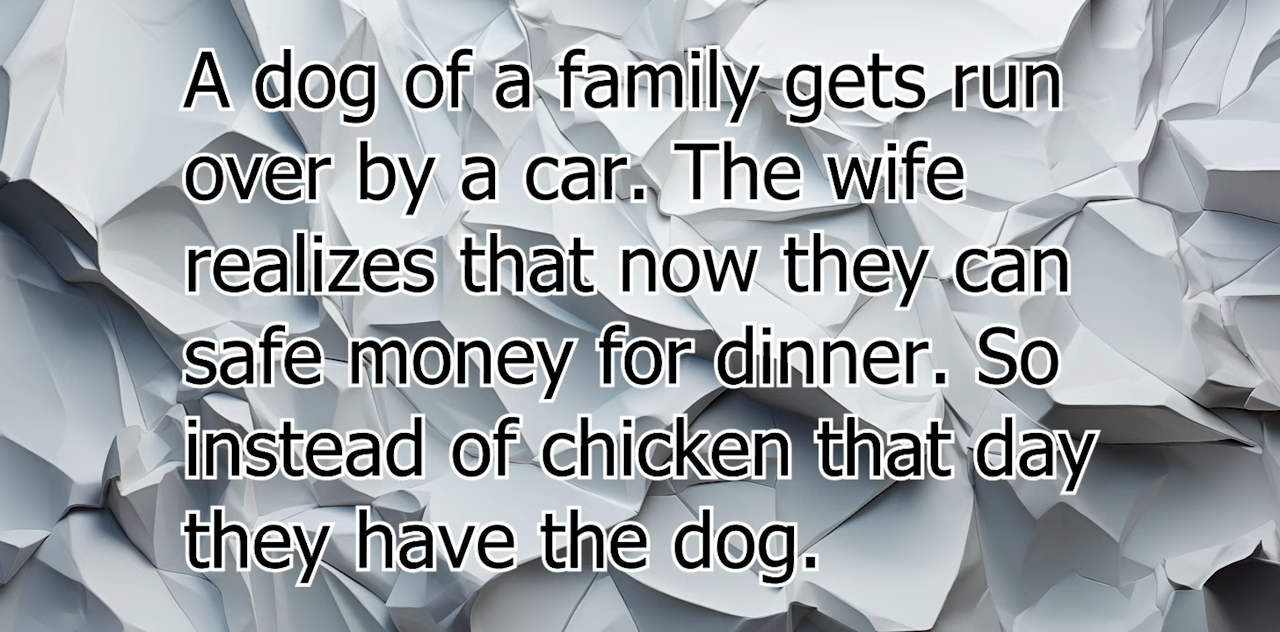 A dog of a family gets run
over by a car. The wife
realizes that now they can
safe money for dinner. So
instead of chicken that day
they have the dog.